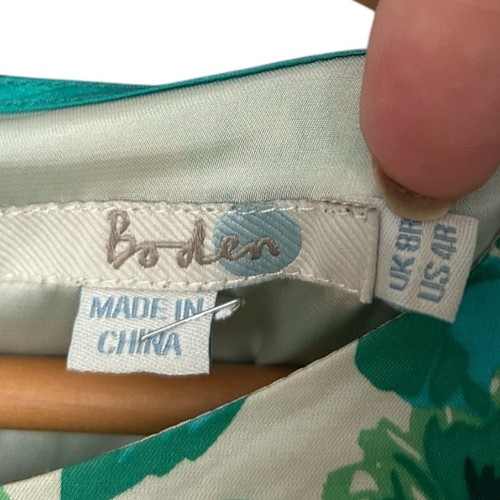 Boden
MADE IN
CHINA
UK 8R
US 4R